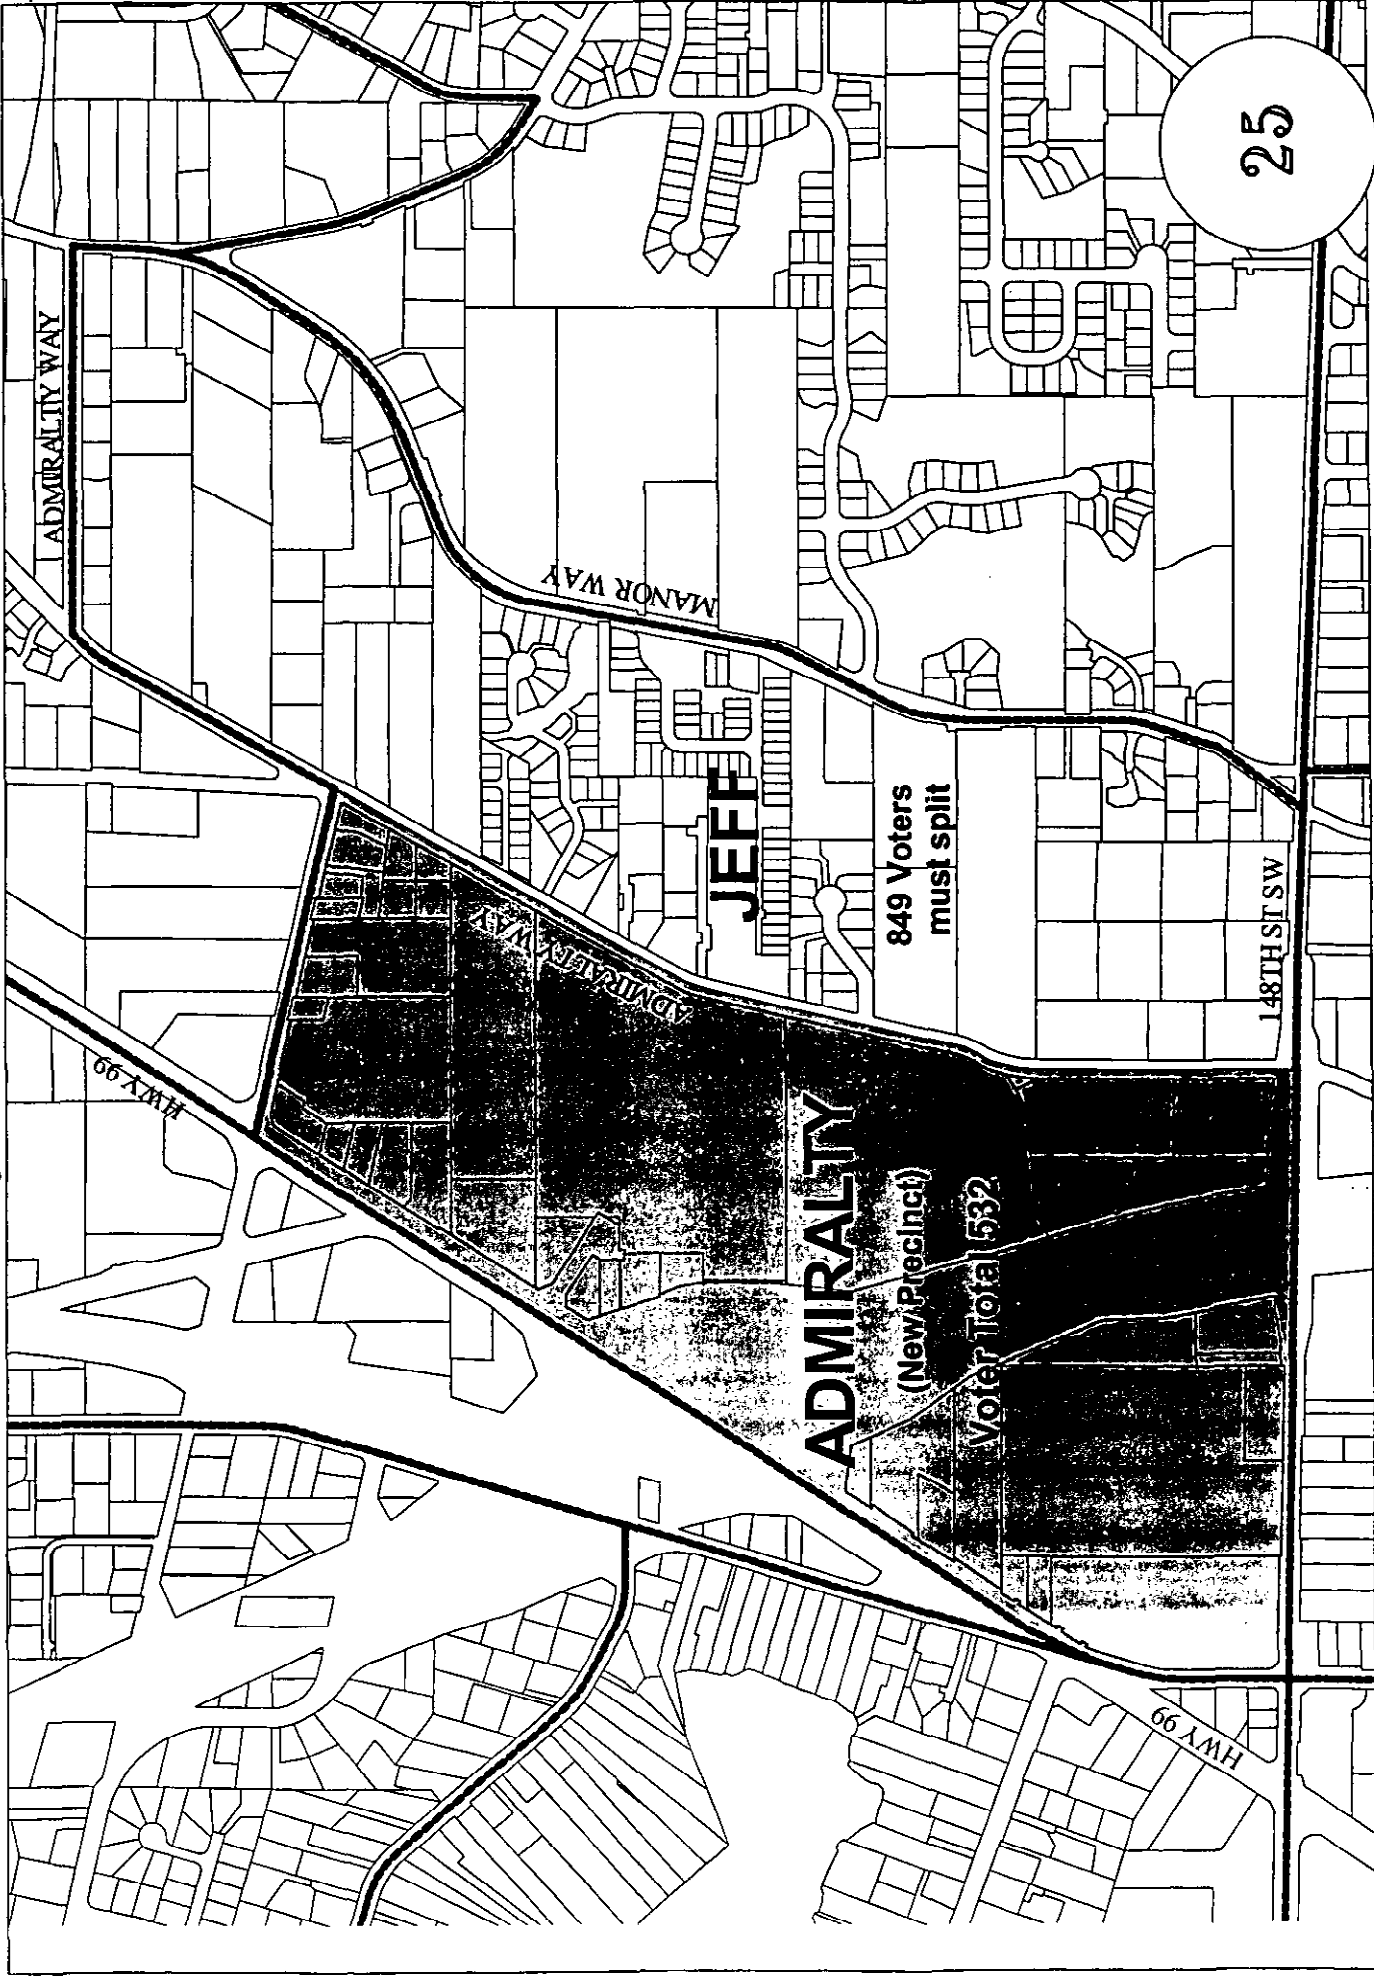 25
ADMIRALTY WAY
MANOR WAY
JEFF
849 Voters
must split
148TH ST SW
ADMIRALTY WAY
HWY 99
ADMIRALTY
(New Precinct)
Voter Total 532
HWY 99